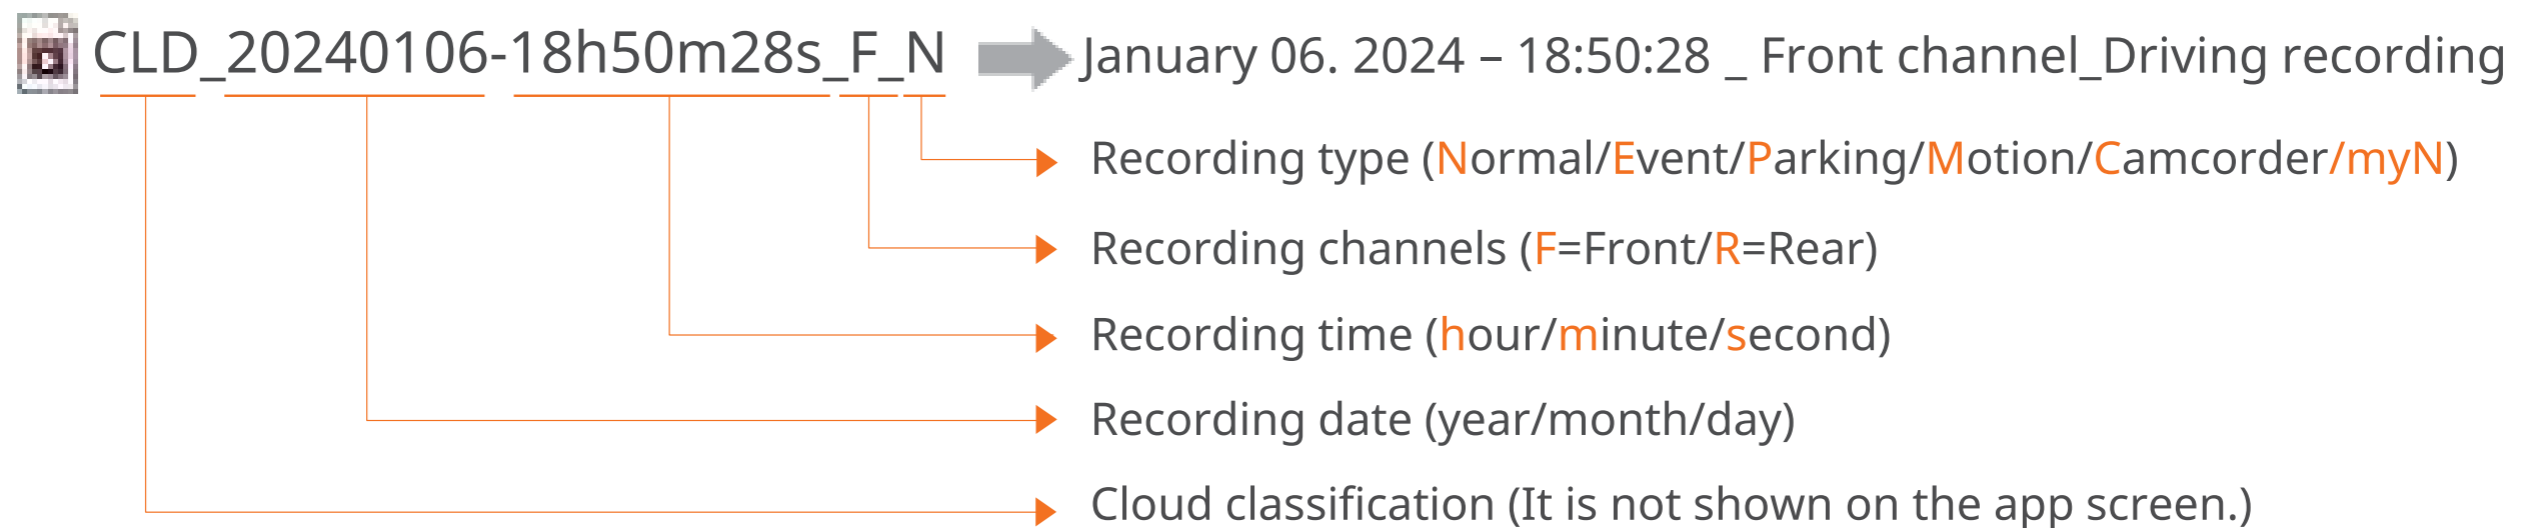 CLD_20240106-18h50m28s_F_N January 06. 2024 – 18:50:28 _ Front channel_Driving recording
Recording type (Normal/Event/Parking/Motion/Camcorder/myN)
Recording channels (F=Front/R=Rear)
Recording time (hour/minute/second)
Recording date (year/month/day)
Cloud classification (It is not shown on the app screen.)